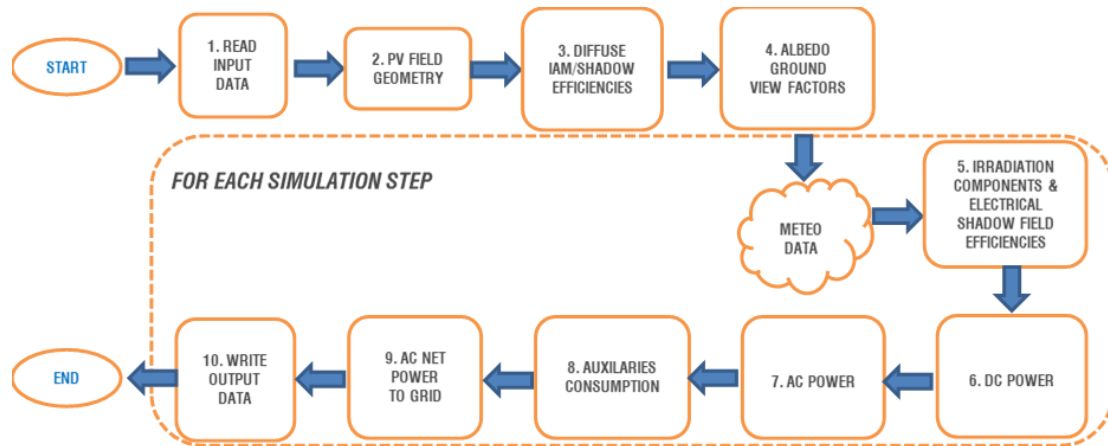 START
1. READ
INPUT
DATA
2. PV FIELD
GEOMETRY
3. DIFFUSE
IAM/SHADOW
EFFICIENCIES
4. ALBEDO
GROUND
VIEW FACTORS
FOR EACH SIMULATION STEP
METEO
DATA
5. IRRADIATION
COMPONENTS &
ELECTRICAL
SHADOW FIELD
EFFICIENCIES
6. DC POWER
7. AC POWER
8. AUXILARIES
CONSUMPTION
9. AC NET
POWER
TO GRID
10. WRITE
OUTPUT
DATA
END